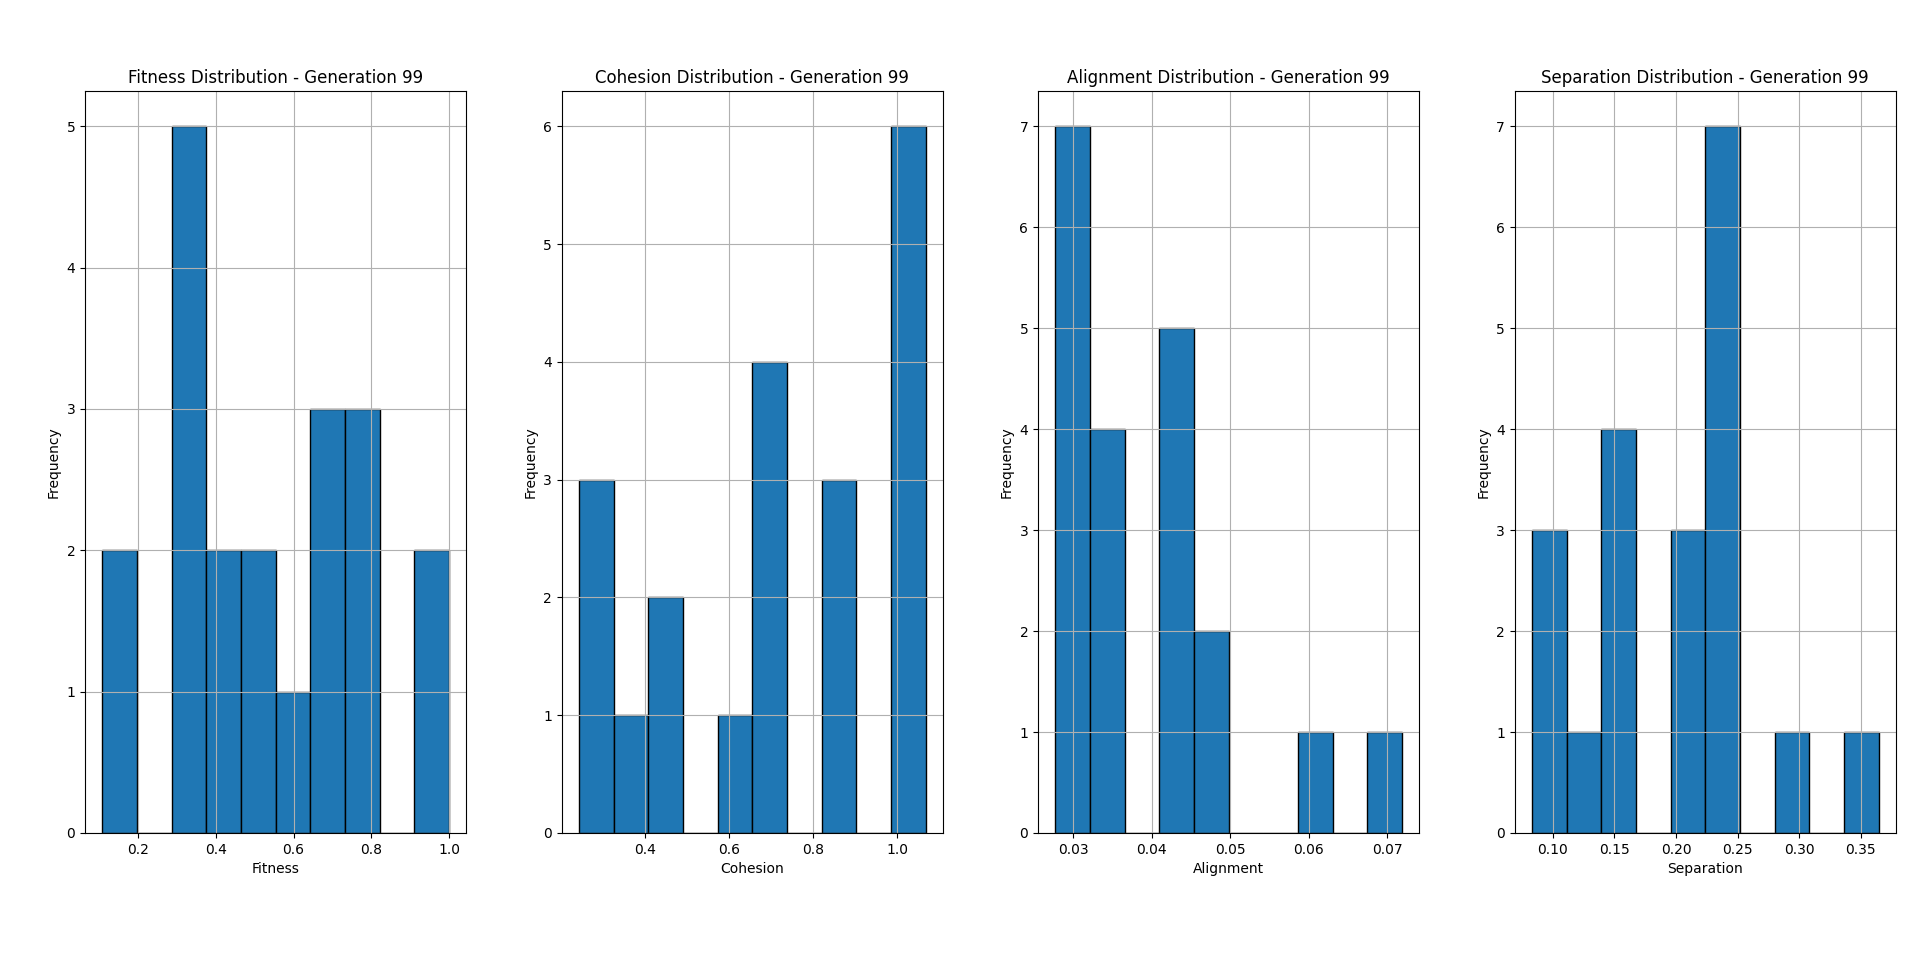 Fitness Distribution - Generation 99
5
4
3
2
1
0
Frequency
0.2 0.4 0.6 0.8 1.0
Fitness
Cohesion Distribution - Generation 99
6
5
4
3
2
1
0
Frequency
0.4 0.6 0.8 1.0
Cohesion
Alignment Distribution - Generation 99
7
6
5
4
3
2
1
0
Frequency
0.03 0.04 0.05 0.06 0.07
Alignment
Separation Distribution - Generation 99
7
6
5
4
3
2
1
0
Frequency
0.10 0.15 0.20 0.25 0.30 0.35
Separation